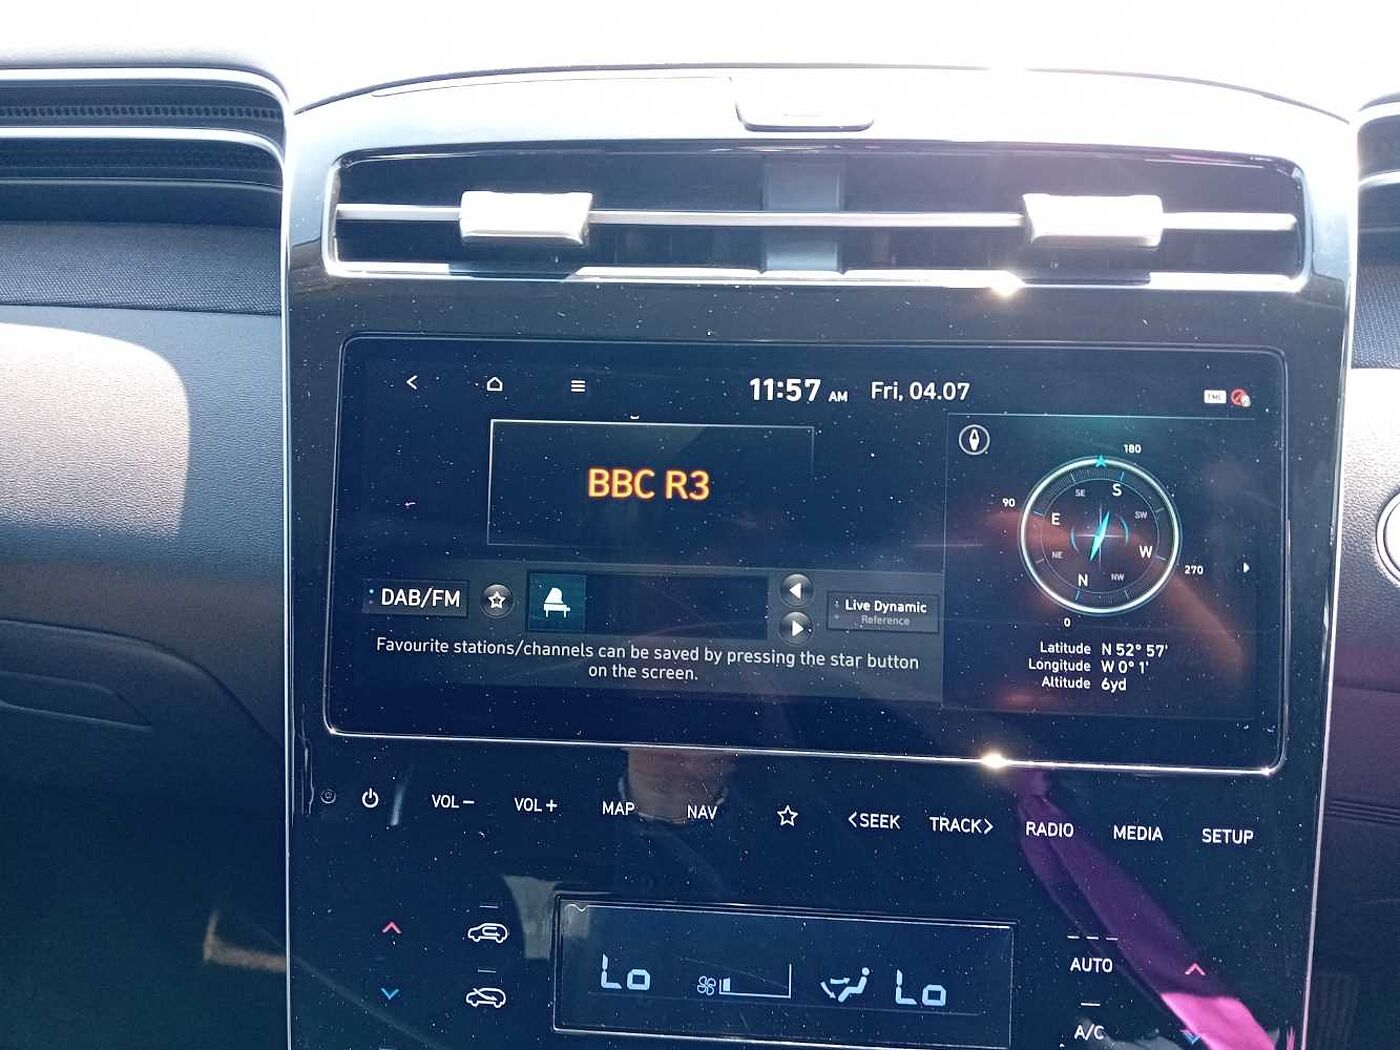 11:57 AM Fri, 04.07
TMC
BBC R3
DAB/FM
Live Dynamic
Reference
Favourite stations/channels can be saved by pressing the star button
on the screen.
180
90
SE
S
SW
E
W
NE
N
NW
270
0
Latitude N 52° 57'
Longitude W 0° 1'
Altitude 6yd
VOL− VOL+ MAP NAV <SEEK TRACK> RADIO MEDIA SETUP
AUTO
Lo Lo
A/C